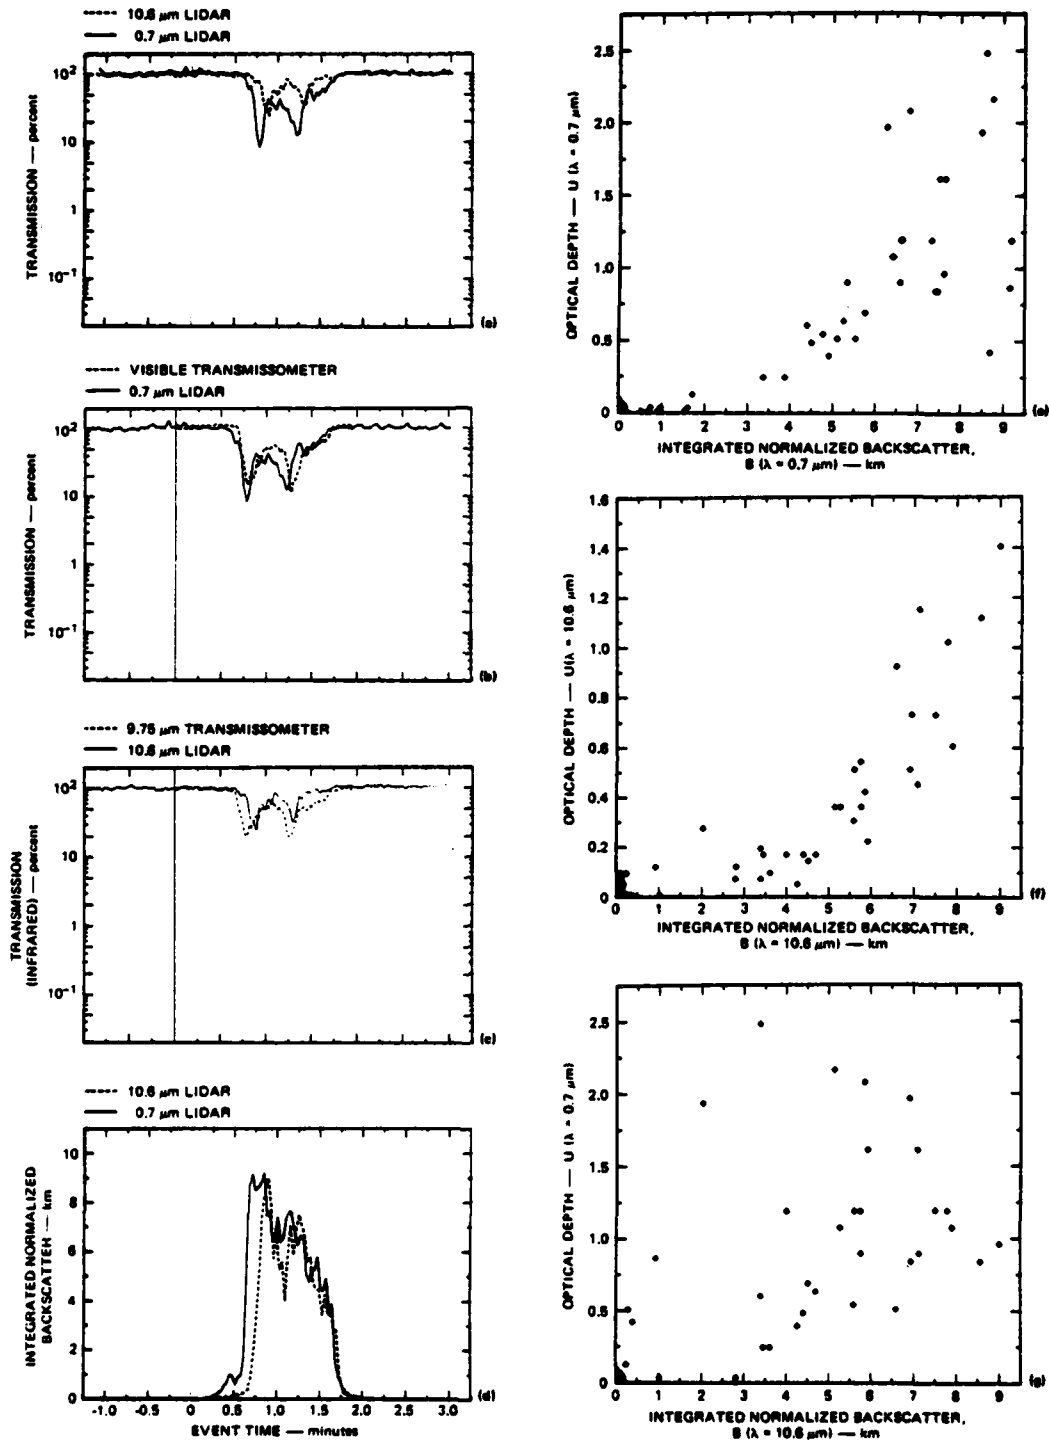 10.6 μm LIDAR
0.7 μm LIDAR
10²
10
1
10⁻¹
TRANSMISSION — percent
(a)
VISIBLE TRANSMISSOMETER
0.7 μm LIDAR
10²
10
1
10⁻¹
TRANSMISSION — percent
(b)
9.75 μm TRANSMISSOMETER
10.6 μm LIDAR
10²
10
1
10⁻¹
TRANSMISSION
(INFRARED) — percent
(c)
10.6 μm LIDAR
0.7 μm LIDAR
10
8
6
4
2
0
INTEGRATED NORMALIZED
BACKSCATTER — km
(d)
-1.0 -0.5 0 0.5 1.0 1.5 2.0 2.5 3.0
EVENT TIME — minutes
2.5
2.0
1.5
1.0
0.5
0
OPTICAL DEPTH — U (λ = 0.7 μm)
(e)
0 1 2 3 4 5 6 7 8 9
INTEGRATED NORMALIZED BACKSCATTER,
B (λ = 0.7 μm) — km
1.6
1.4
1.2
1.0
0.8
0.6
0.4
0.2
0
OPTICAL DEPTH — U(λ = 10.6 μm)
(f)
0 1 2 3 4 5 6 7 8 9
INTEGRATED NORMALIZED BACKSCATTER,
B (λ = 10.6 μm) — km
2.5
2.0
1.5
1.0
0.5
0
OPTICAL DEPTH — U (λ = 0.7 μm)
(g)
0 1 2 3 4 5 6 7 8 9
INTEGRATED NORMALIZED BACKSCATTER,
B (λ = 10.6 μm) — km